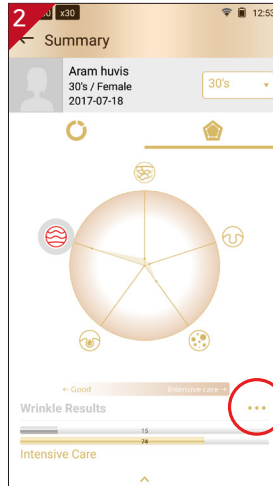 2
x30
12:53
← Summary
Aram huvis
30's / Female
2017-07-18
30's
← Good Intensive care →
Wrinkle Results
15
74
Intensive Care